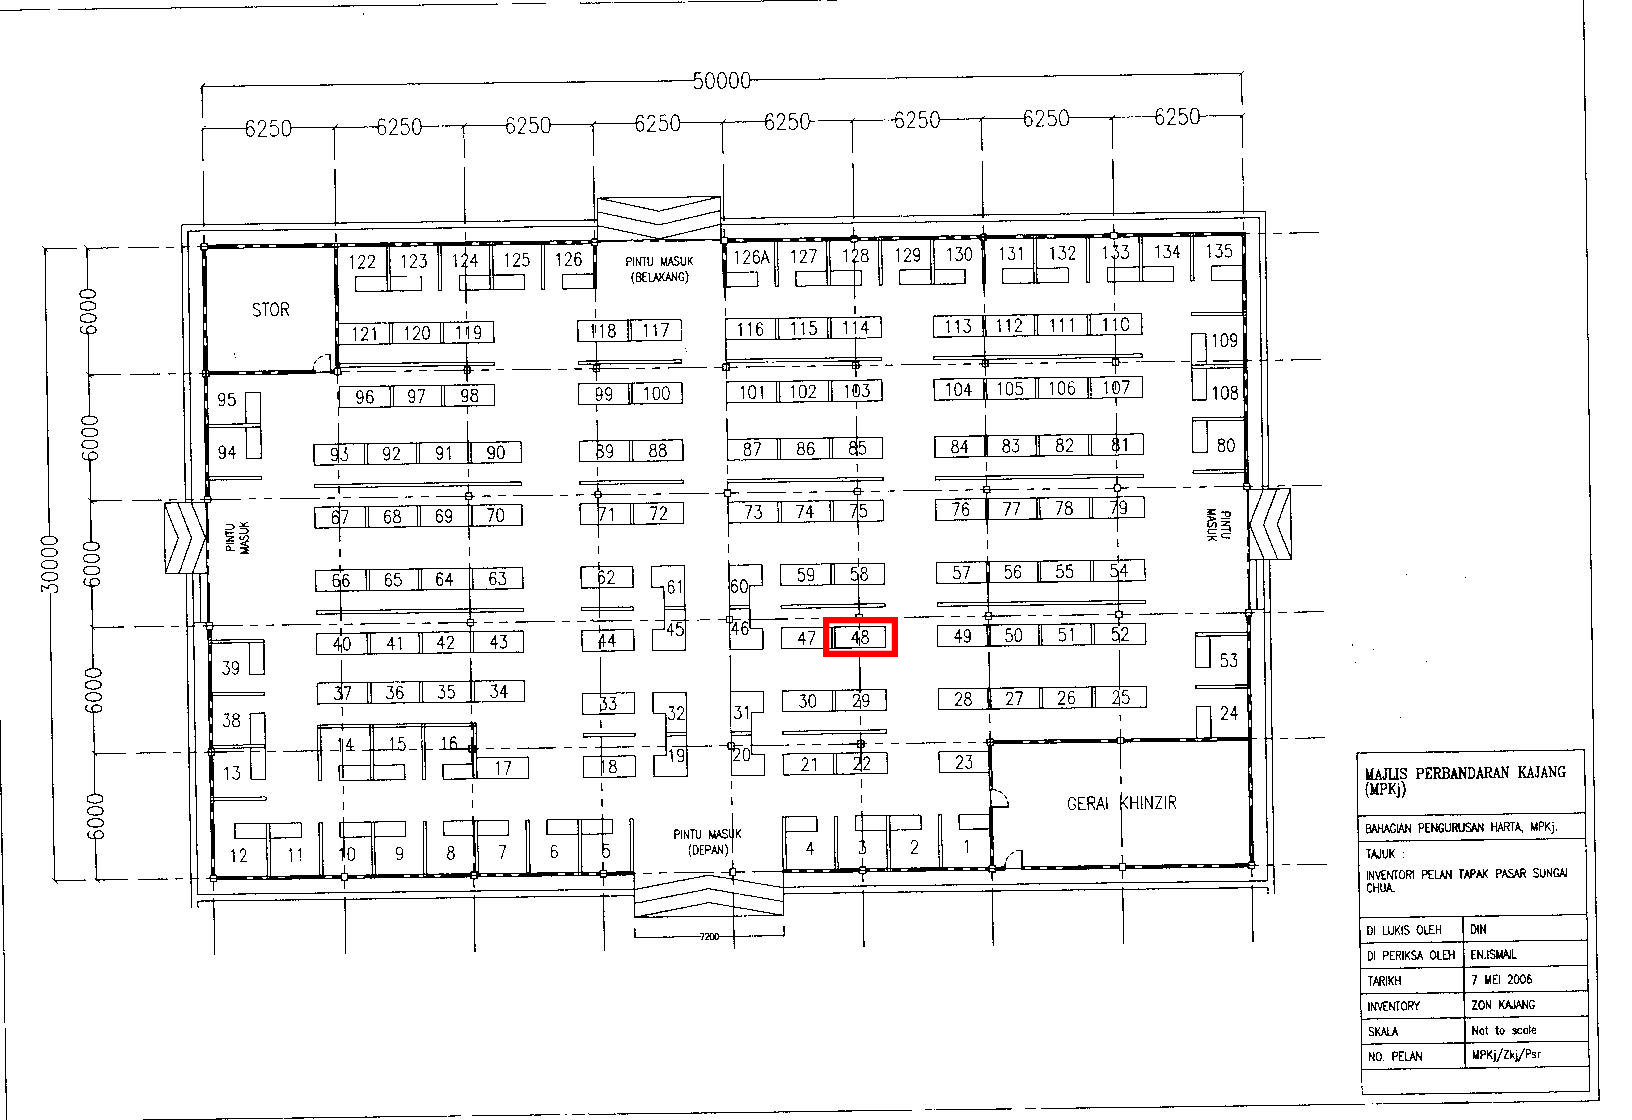 50000
6250 6250 6250 6250 6250 6250 6250 6250
122 123 124 125 126
PINTU MASUK
(BELAKANG)
126A 127 128 129 130 131 132 133 134 135
6000
STOR
121 120 119 118 117 116 115 114 113 112 111 110
109
96 97 98 99 100 101 102 103 104 105 106 107
108
95
6000
94
93 92 91 90 89 88 87 86 85 84 83 82 81
80
67 68 69 70 71 72 73 74 75 76 77 78 79
PINTU
MASUK
PINTU
MASUK
30000
6000
66 65 64 63 62 61 60 59 58 57 56 55 54
40 41 42 43 44 45 46 47 48 49 50 51 52
39
53
6000
37 36 35 34 33 32 31 30 29 28 27 26 25
38
24
14 15 16
13
17 18 19 20 21 22 23
6000
GERAI KHINZIR
PINTU MASUK
(DEPAN)
12 11 10 9 8 7 6 5 4 3 2 1
7200
MAJLIS PERBANDARAN KAJANG
(MPKj)
BAHAGIAN PENGURUSAN HARTA, MPKj.
TAJUK :
INVENTORI PELAN TAPAK PASAR SUNGAI
CHUA.
DI LUKIS OLEH DIN
DI PERIKSA OLEH EN.ISMAIL
TARIKH 7 MEI 2006
INVENTORY ZON KAJANG
SKALA Not to scale
NO. PELAN MPKj/Zkj/Psr